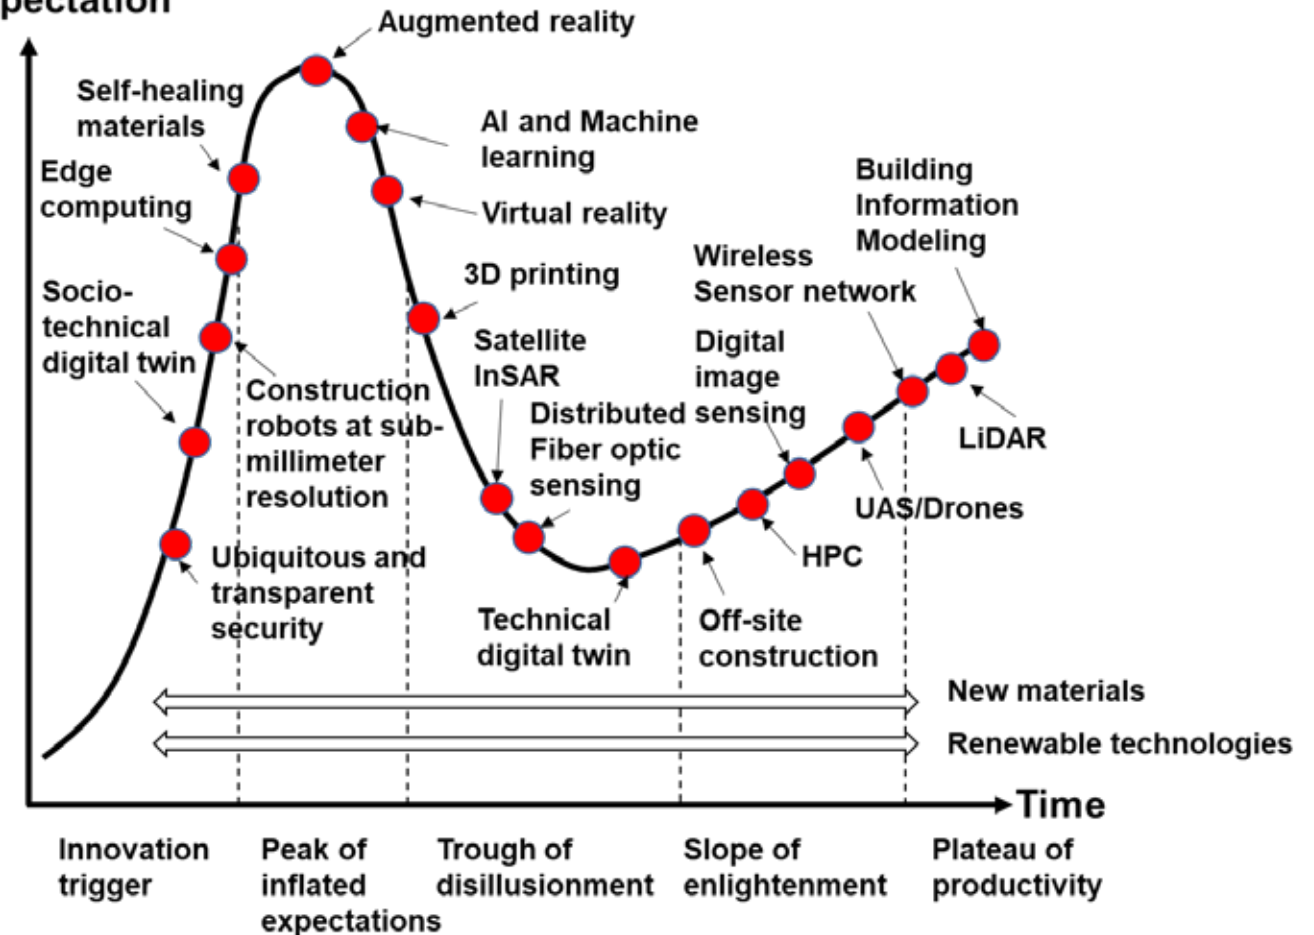 pectation
Augmented reality
Self-healing
materials
AI and Machine
learning
Edge
computing
Virtual reality
Building
Information
Modeling
Wireless
Sensor network
3D printing
Socio-
technical
digital twin
Satellite
InSAR
Digital
image
sensing
Construction
robots at sub-
millimeter
resolution
Distributed
Fiber optic
sensing
LiDAR
UAS/Drones
HPC
Ubiquitous and
transparent
security
Technical
digital twin
Off-site
construction
New materials
Renewable technologies
Time
Innovation
trigger
Peak of
inflated
expectations
Trough of
disillusionment
Slope of
enlightenment
Plateau of
productivity